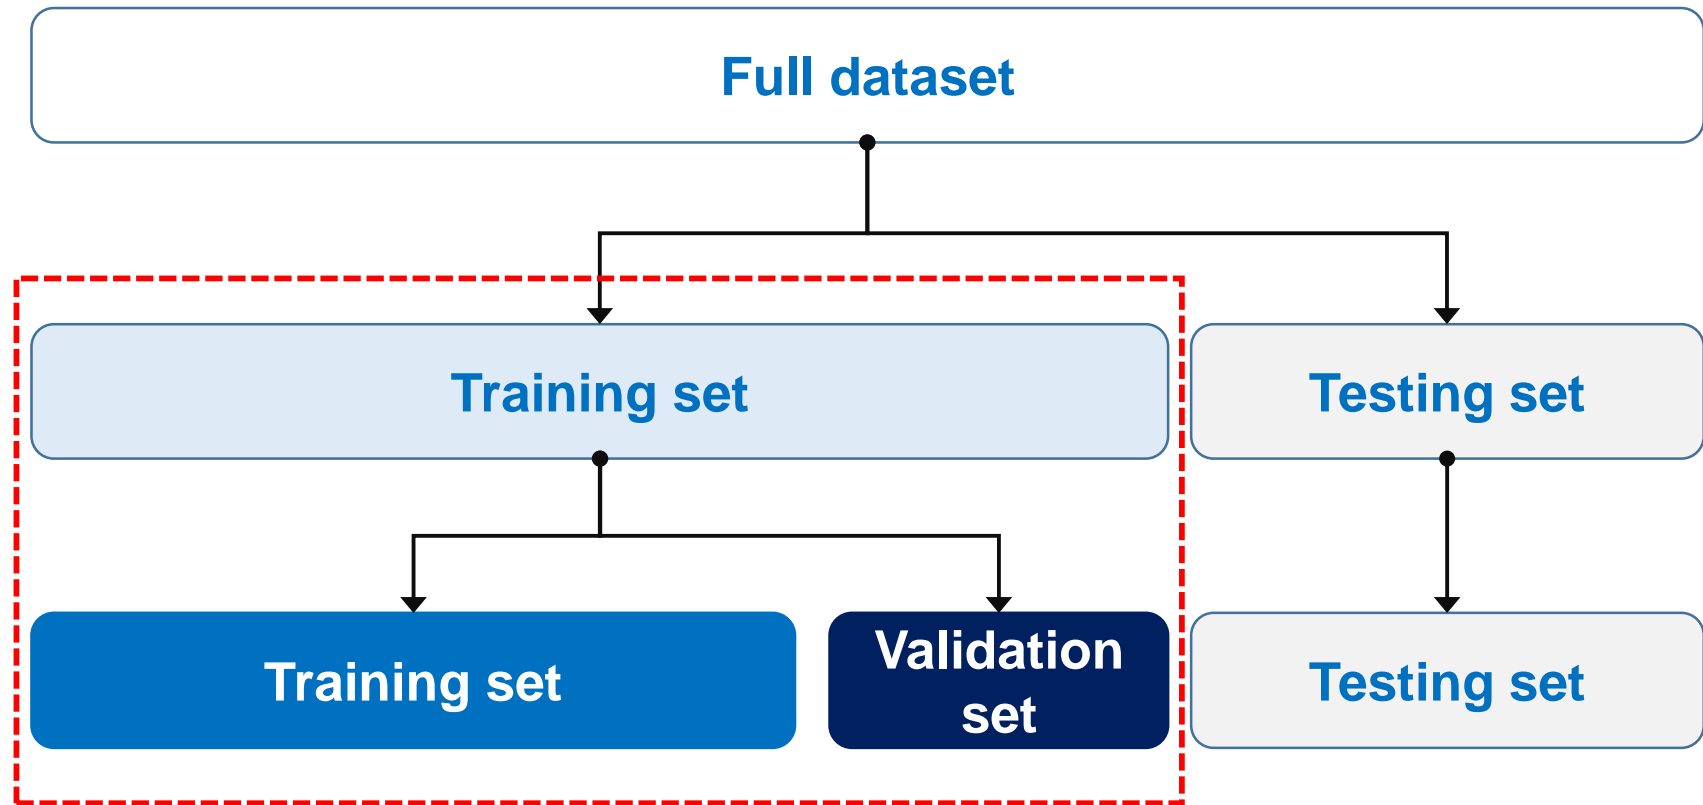 Full dataset
Training set
Testing set
Training set
Validation
set
Testing set